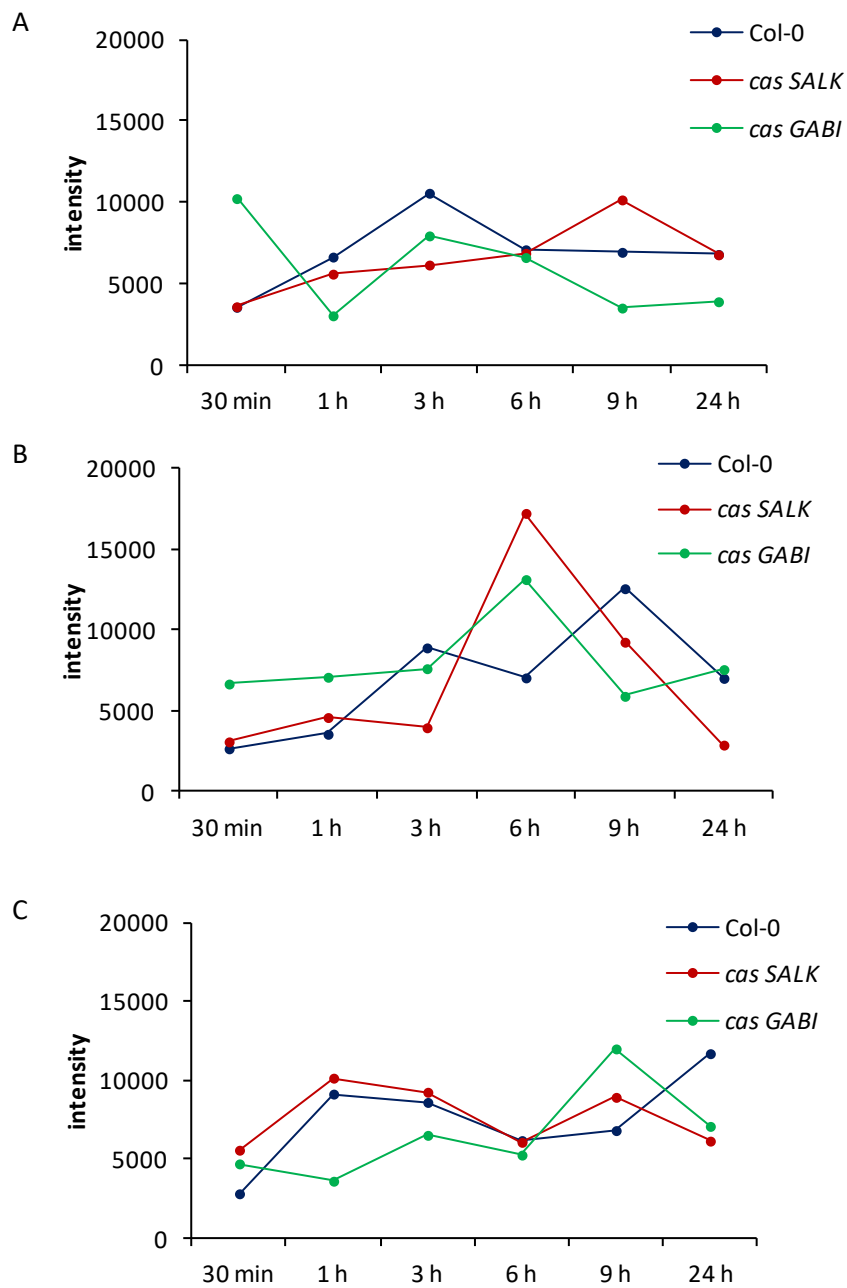 A
20000
15000
10000
5000
0
intensity
Col-0
cas SALK
cas GABI
30 min 1 h 3 h 6 h 9 h 24 h
B
20000
15000
10000
5000
0
intensity
Col-0
cas SALK
cas GABI
30 min 1 h 3 h 6 h 9 h 24 h
C
20000
15000
10000
5000
0
intensity
Col-0
cas SALK
cas GABI
30 min 1 h 3 h 6 h 9 h 24 h